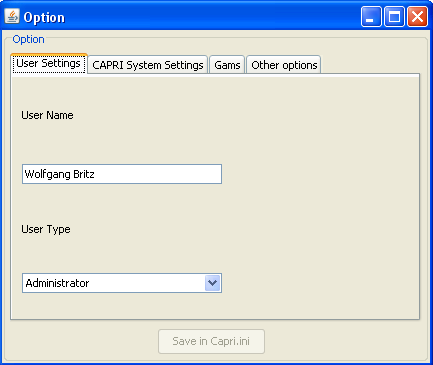 Option
Option
User Settings CAPRI System Settings Gams Other options
User Name
Wolfgang Britz
User Type
Administrator
Save in Capri.ini